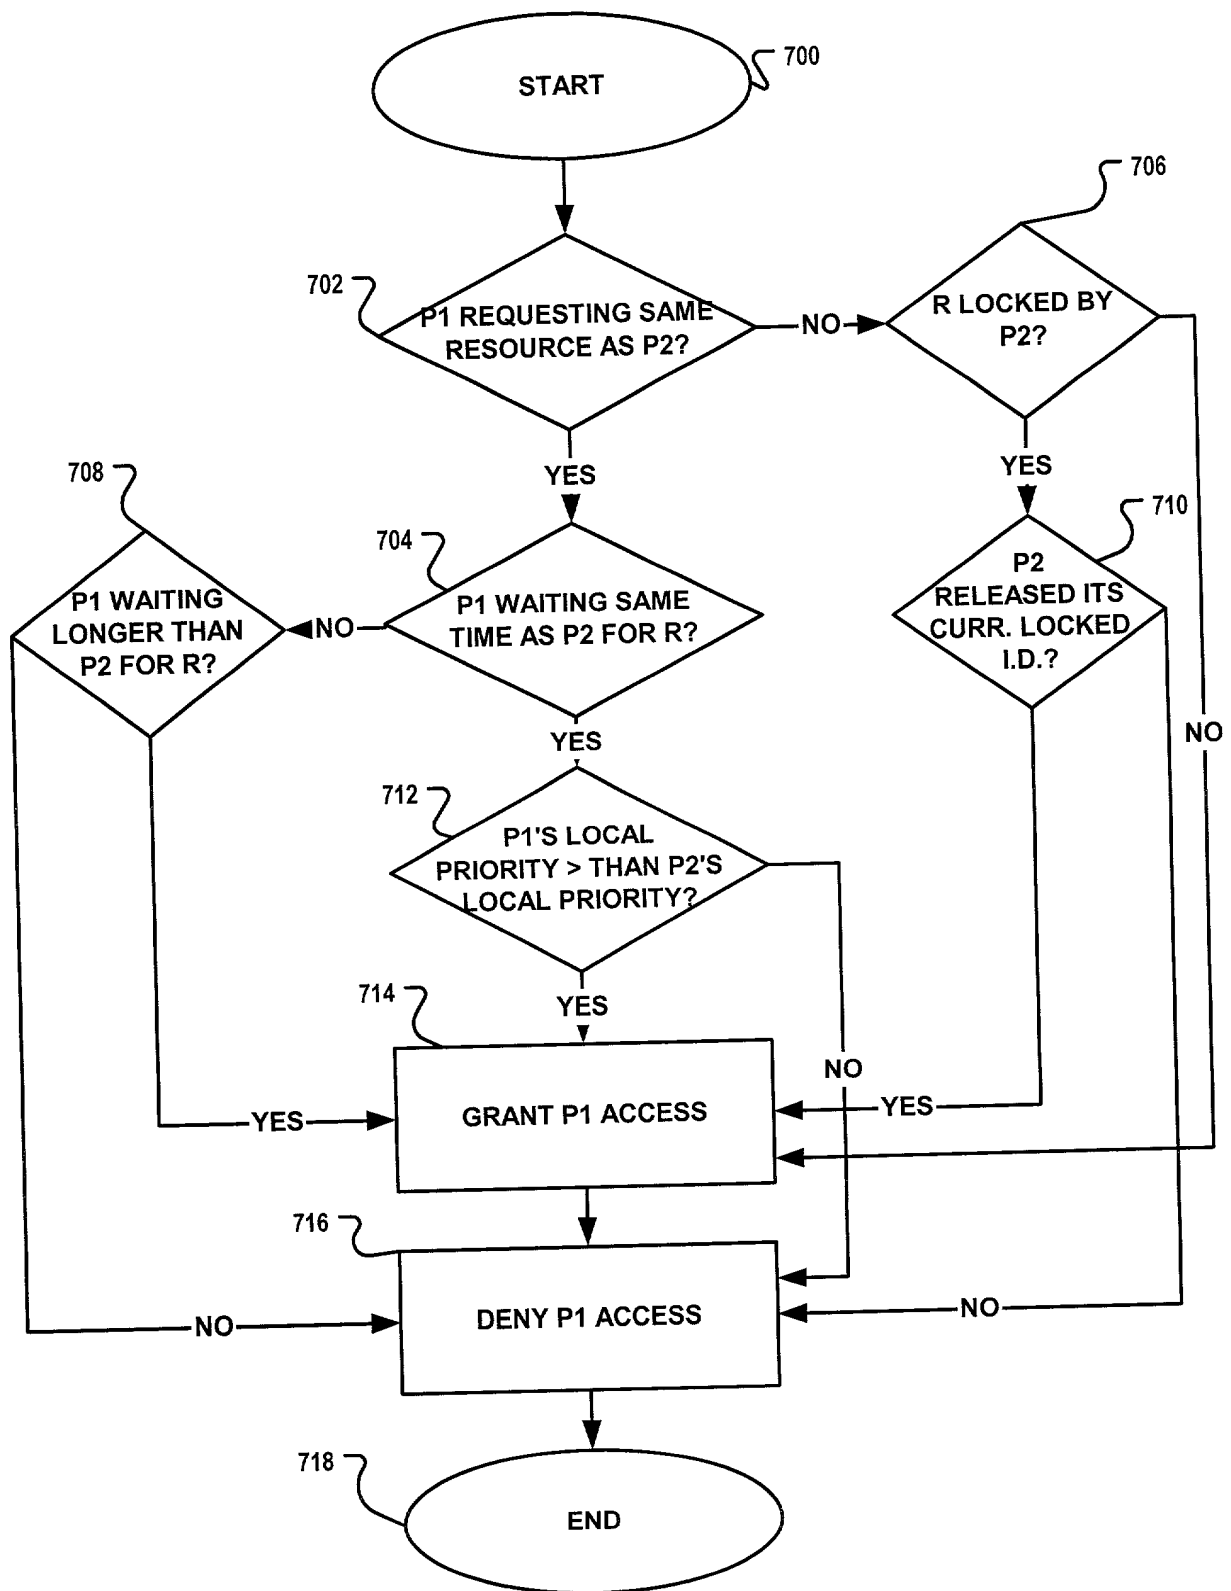 START
700
706
702
P1 REQUESTING SAME
RESOURCE AS P2?
NO
R LOCKED BY
P2?
YES
YES
708
704
710
P1 WAITING
LONGER THAN
P2 FOR R?
NO
P1 WAITING SAME
TIME AS P2 FOR R?
P2
RELEASED ITS
CURR. LOCKED
I.D.?
YES
NO
712
P1'S LOCAL
PRIORITY > THAN P2'S
LOCAL PRIORITY?
YES
714
NO
GRANT P1 ACCESS
YES
YES
716
DENY P1 ACCESS
NO
NO
718
END